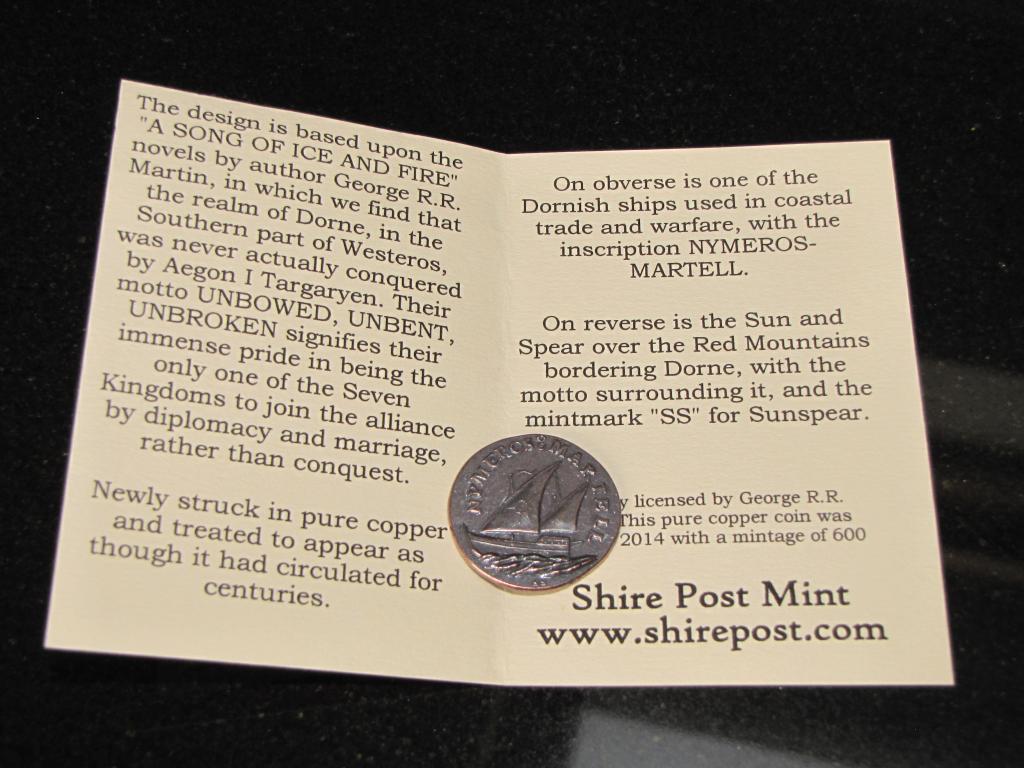 The design is based upon the
"A SONG OF ICE AND FIRE"
novels by author George R.R.
Martin, in which we find that
the realm of Dorne, in the
Southern part of Westeros,
was never actually conquered
by Aegon I Targaryen. Their
motto UNBOWED, UNBENT,
UNBROKEN signifies their
immense pride in being the
only one of the Seven
Kingdoms to join the alliance
by diplomacy and marriage,
rather than conquest.
Newly struck in pure copper
and treated to appear as
though it had circulated for
centuries.
On obverse is one of the
Dornish ships used in coastal
trade and warfare, with the
inscription NYMEROS-
MARTELL.
On reverse is the Sun and
Spear over the Red Mountains
bordering Dorne, with the
motto surrounding it, and the
mintmark "SS" for Sunspear.
y licensed by George R.R.
This pure copper coin was
2014 with a mintage of 600
Shire Post Mint
www.shirepost.com
NYMEROS MARTELL